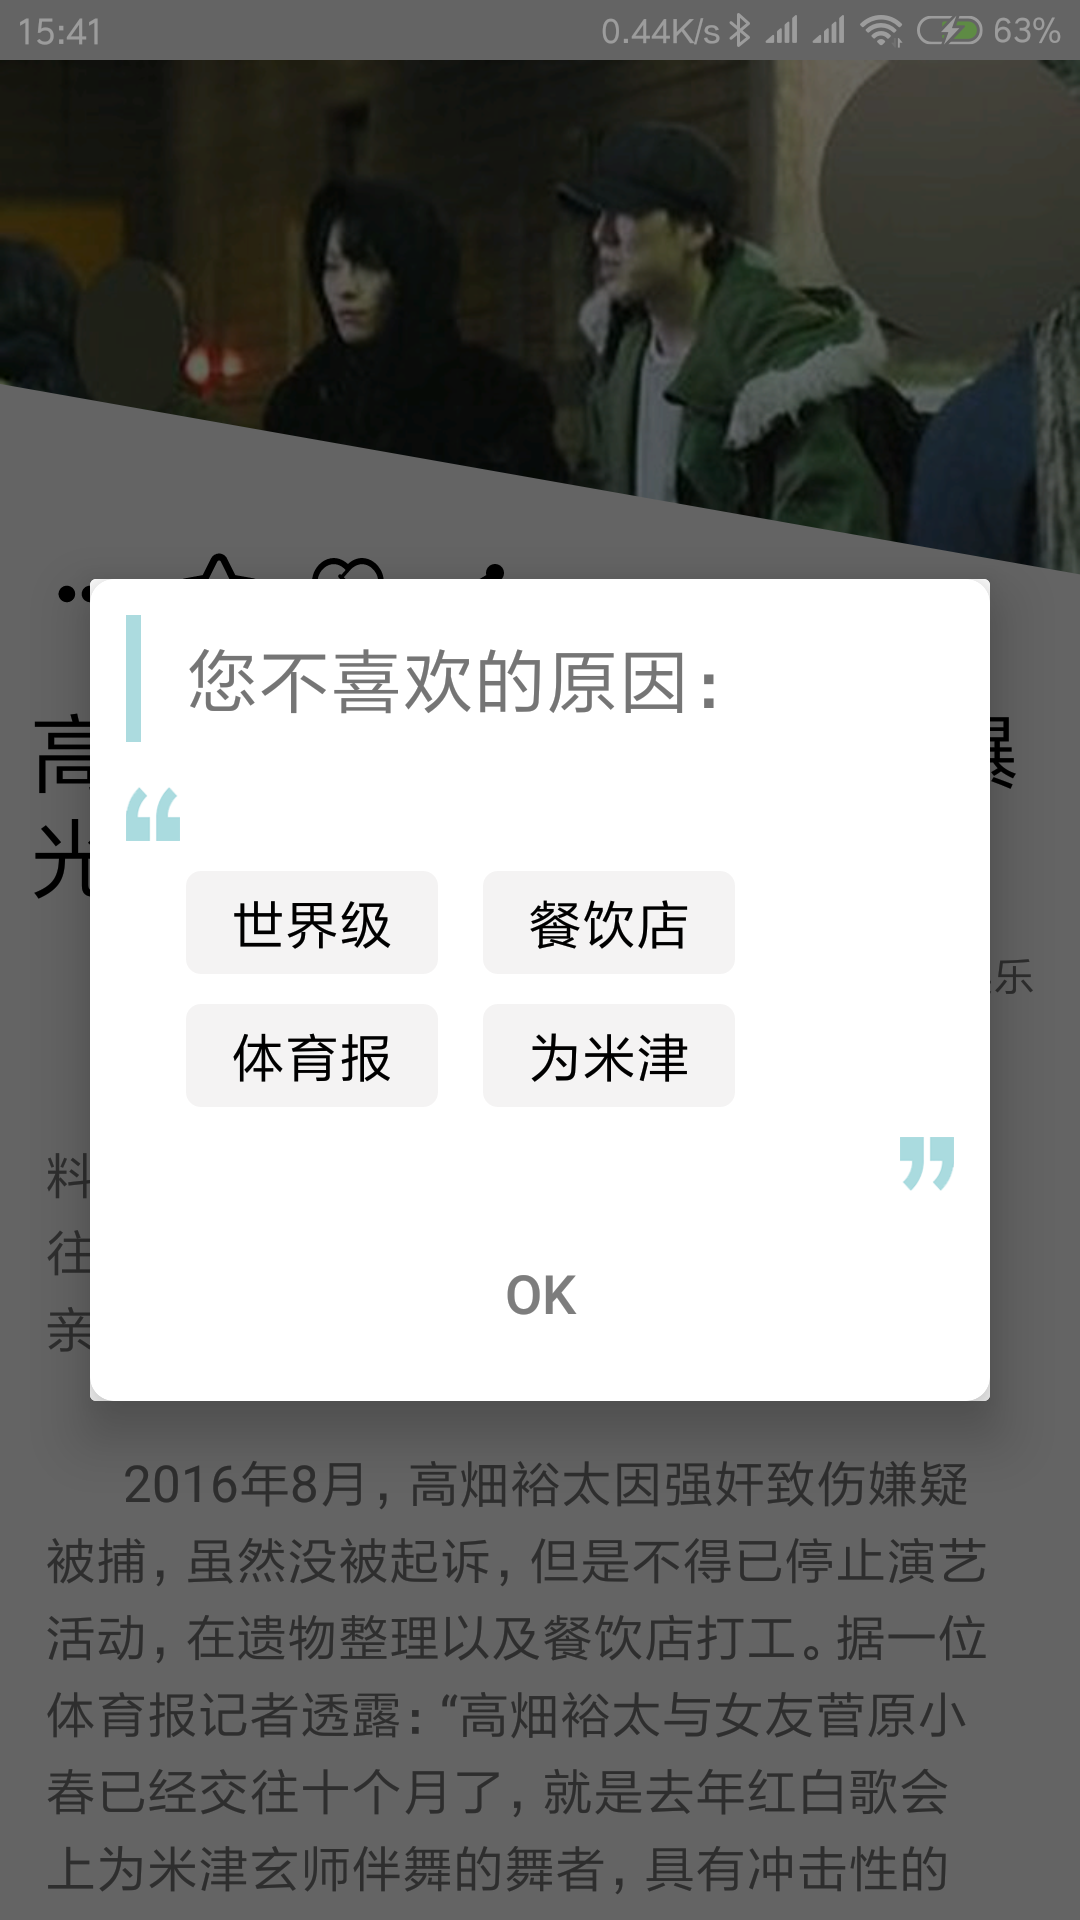 15:41 0.44K/s 63%
您不喜欢的原因：
高
光
世界级 餐饮店
乐
体育报 为米津
料
往
亲
OK
2016年8月，高畑裕太因强奸致伤嫌疑
被捕，虽然没被起诉，但是不得已停止演艺
活动，在遗物整理以及餐饮店打工。据一位
体育报记者透露：“高畑裕太与女友菅原小
春已经交往十个月了，就是去年红白歌会
上为米津玄师伴舞的舞者，具有冲击性的